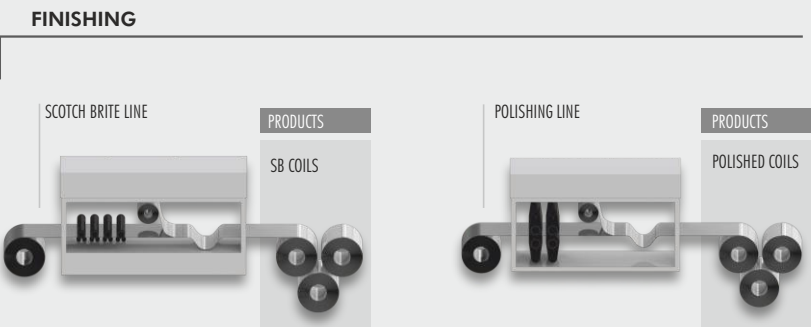 FINISHING
SCOTCH BRITE LINE
PRODUCTS
SB COILS
POLISHING LINE
PRODUCTS
POLISHED COILS